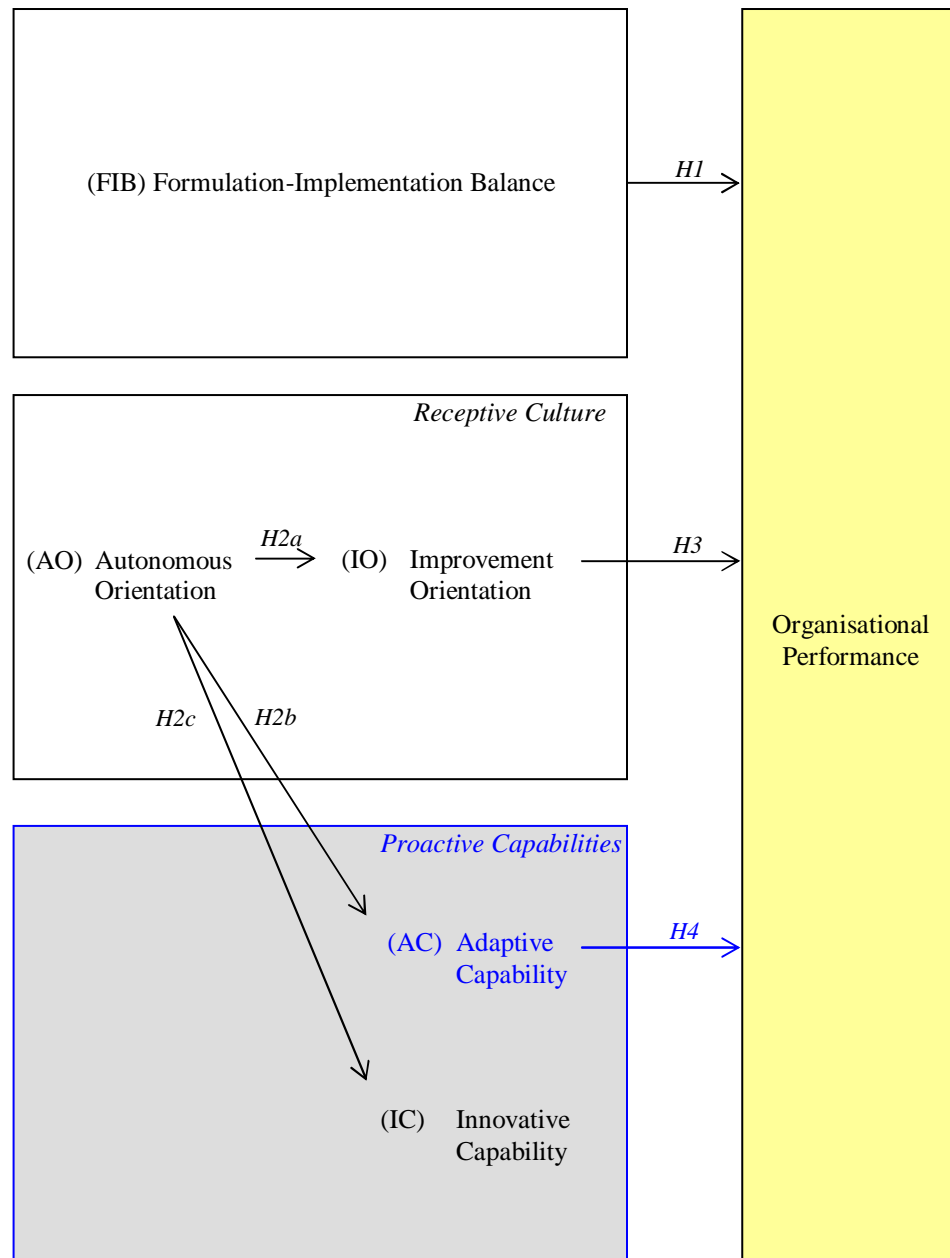 H1
(FIB) Formulation-Implementation Balance
Receptive Culture
H2a
H3
(AO) Autonomous
Orientation
(IO) Improvement
Orientation
Organisational
Performance
H2c
H2b
Proactive Capabilities
(AC) Adaptive
Capability
H4
(IC) Innovative
Capability